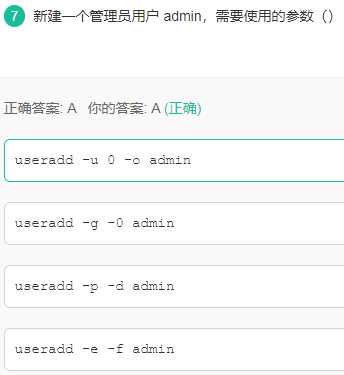 7 新建一个管理员用户 admin，需要使用的参数（）
正确答案: A 你的答案: A (正确)
useradd -u 0 -o admin
useradd -g -0 admin
useradd -p -d admin
useradd -e -f admin